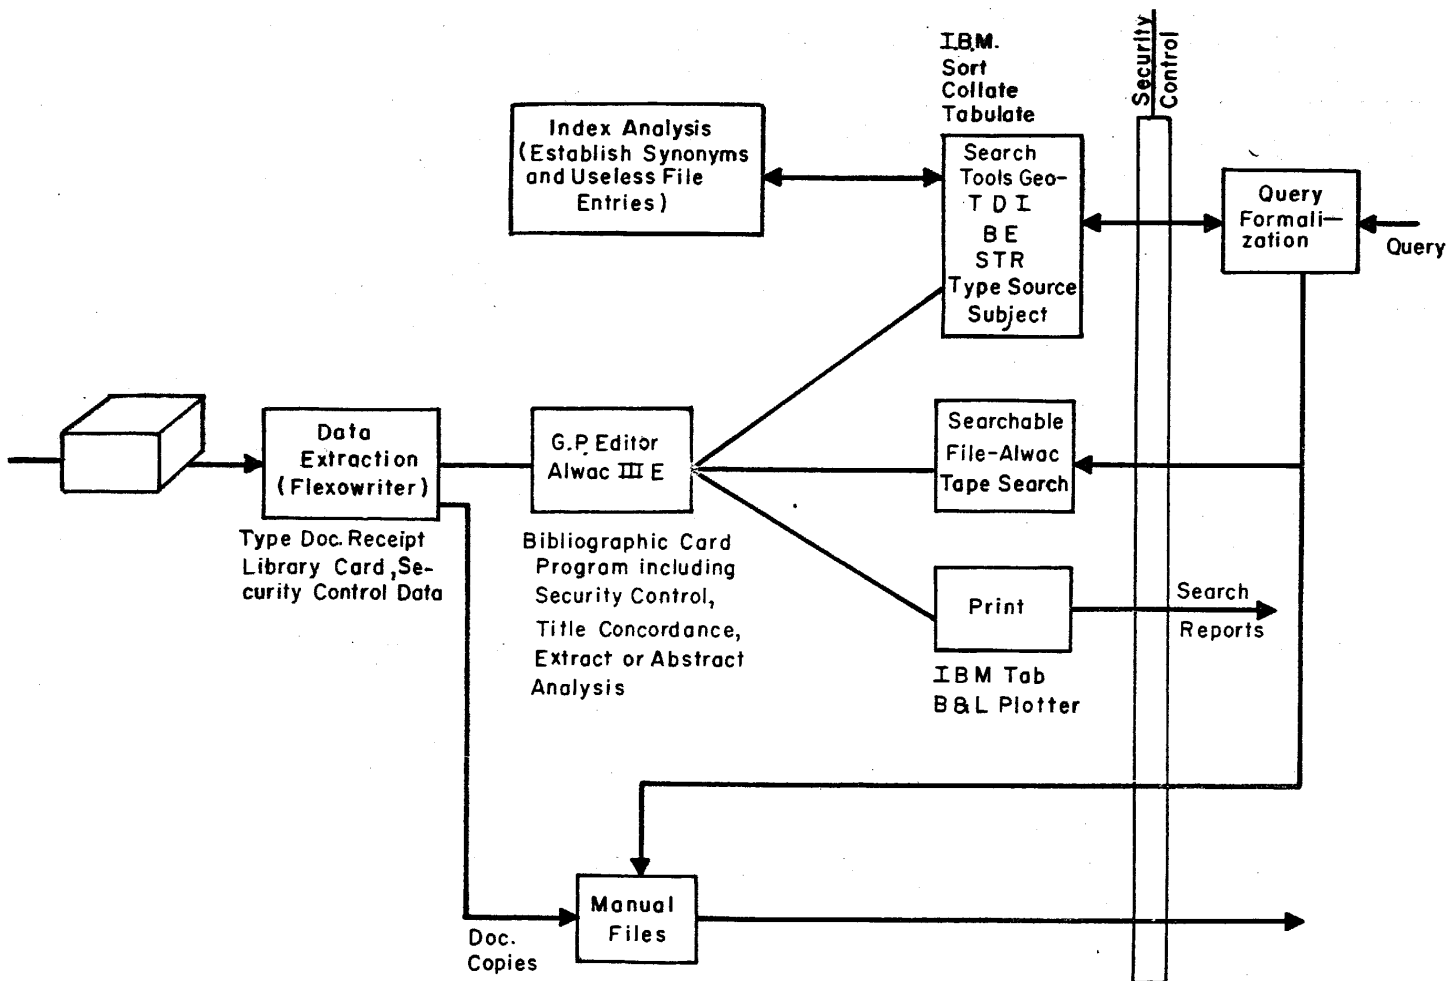 I.B.M.
Sort
Collate
Tabulate
Security
Control
Index Analysis
(Establish Synonyms
and Useless File
Entries)
Search
Tools Geo-
T D I
B E
STR
Type Source
Subject
Query
Formali-
zation
Query
Data
Extraction
(Flexowriter)
G.P. Editor
Alwac III E
Searchable
File-Alwac
Tape Search
Type Doc. Receipt
Library Card, Se-
curity Control Data
Bibliographic Card
Program including
Security Control,
Title Concordance,
Extract or Abstract
Analysis
Print
Search
Reports
IBM Tab
B&L Plotter
Manual
Files
Doc.
Copies